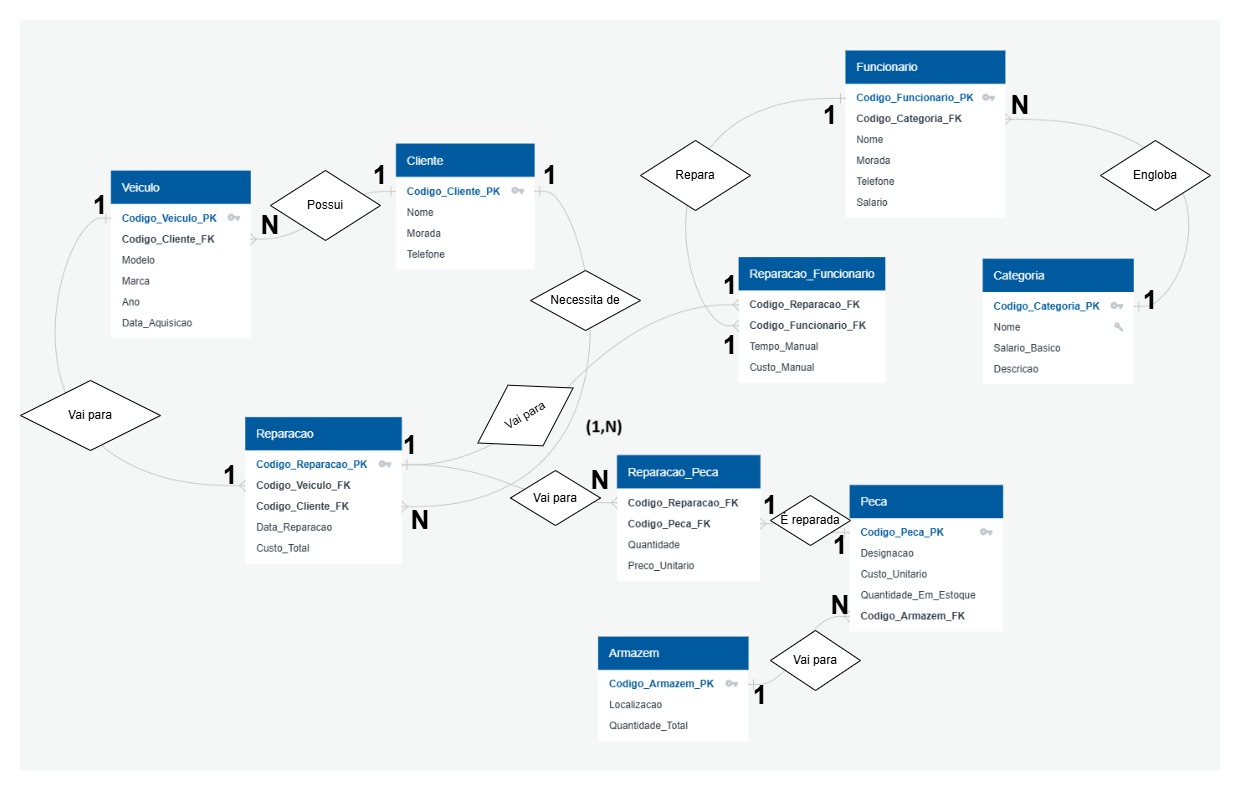 Funcionario
Codigo_Funcionario_PK
Codigo_Categoria_FK
Nome
Morada
Telefone
Salario
1
N
Repara
Engloba
Cliente
Codigo_Cliente_PK
Nome
Morada
Telefone
1
1
Veiculo
Codigo_Veiculo_PK
Codigo_Cliente_FK
Modelo
Marca
Ano
Data_Aquisicao
1
N
Possui
Necessita de
Reparacao_Funcionario
Codigo_Reparacao_FK
Codigo_Funcionario_FK
Tempo_Manual
Custo_Manual
1
1
Categoria
Codigo_Categoria_PK
Nome
Salario_Basico
Descricao
1
Vai para
Vai para
(1,N)
Reparacao
Codigo_Reparacao_PK
Codigo_Veiculo_FK
Codigo_Cliente_FK
Data_Reparacao
Custo_Total
1
1
N
Vai para
N
Reparacao_Peca
Codigo_Reparacao_FK
Codigo_Peca_FK
Quantidade
Preco_Unitario
1
É reparada
1
Peca
Codigo_Peca_PK
Designacao
Custo_Unitario
Quantidade_Em_Estoque
Codigo_Armazem_FK
N
Vai para
Armazem
Codigo_Armazem_PK
Localizacao
Quantidade_Total
1